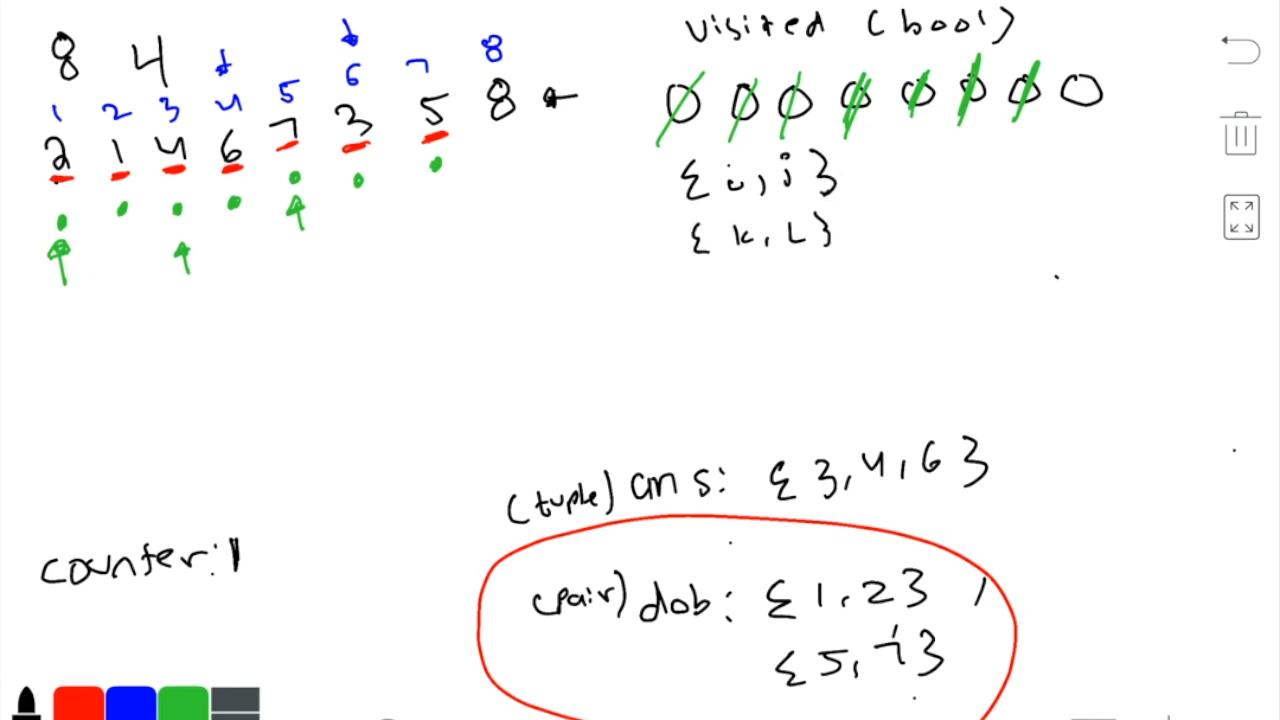 8 4
1 2 3 4 5 6 7 8
2 1 4 6 7 3 5 8
visited (bool)
0 0 0 0 0 0 0 0
{i,j}
{k,L}
(tuple) ans: {3,4,6}
counter:1
(pair) dob: {1,2} ,
{5,7}